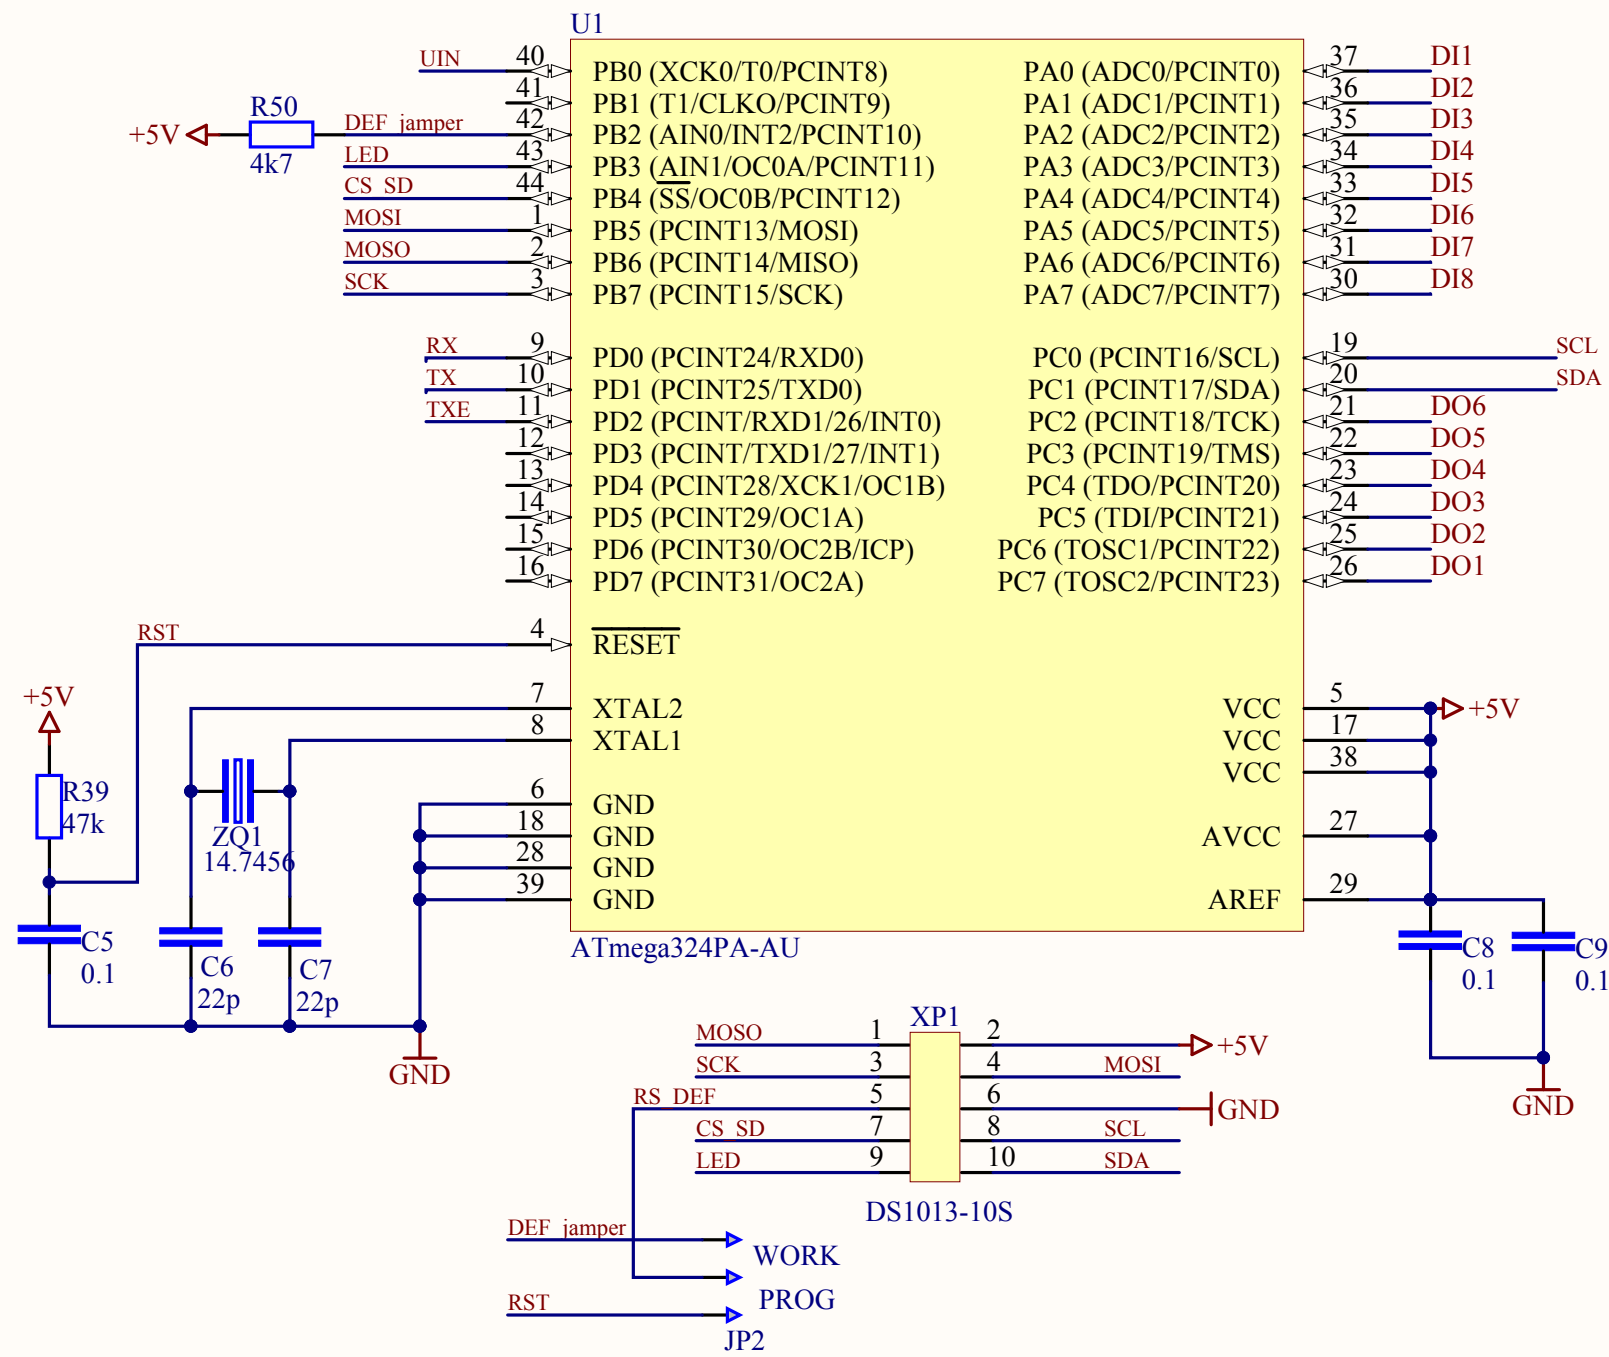 U1
UIN 40 PB0 (XCK0/T0/PCINT8) PA0 (ADC0/PCINT0) 37 DI1
41 PB1 (T1/CLKO/PCINT9) PA1 (ADC1/PCINT1) 36 DI2
+5V R50 4k7 DEF_jamper 42 PB2 (AIN0/INT2/PCINT10) PA2 (ADC2/PCINT2) 35 DI3
LED 43 PB3 (AIN1/OC0A/PCINT11) PA3 (ADC3/PCINT3) 34 DI4
CS_SD 44 PB4 (SS/OC0B/PCINT12) PA4 (ADC4/PCINT4) 33 DI5
MOSI 1 PB5 (PCINT13/MOSI) PA5 (ADC5/PCINT5) 32 DI6
MOSO 2 PB6 (PCINT14/MISO) PA6 (ADC6/PCINT6) 31 DI7
SCK 3 PB7 (PCINT15/SCK) PA7 (ADC7/PCINT7) 30 DI8
RX 9 PD0 (PCINT24/RXD0) PC0 (PCINT16/SCL) 19 SCL
TX 10 PD1 (PCINT25/TXD0) PC1 (PCINT17/SDA) 20 SDA
TXE 11 PD2 (PCINT/RXD1/26/INT0) PC2 (PCINT18/TCK) 21 DO6
12 PD3 (PCINT/TXD1/27/INT1) PC3 (PCINT19/TMS) 22 DO5
13 PD4 (PCINT28/XCK1/OC1B) PC4 (TDO/PCINT20) 23 DO4
14 PD5 (PCINT29/OC1A) PC5 (TDI/PCINT21) 24 DO3
15 PD6 (PCINT30/OC2B/ICP) PC6 (TOSC1/PCINT22) 25 DO2
16 PD7 (PCINT31/OC2A) PC7 (TOSC2/PCINT23) 26 DO1
RST 4 RESET
+5V
7 XTAL2 VCC 5 +5V
8 XTAL1 VCC 17
VCC 38
R39
47k
6 GND
ZQ1
14.7456
18 GND AVCC 27
28 GND
39 GND AREF 29
ATmega324PA-AU
C5
0.1
C6
22p
C7
22p
C8
0.1
C9
0.1
GND
GND
XP1
MOSO 1 2 +5V
SCK 3 4 MOSI
RS_DEF 5 6 GND
CS_SD 7 8 SCL
LED 9 10 SDA
DS1013-10S
DEF_jamper
WORK
PROG
RST
JP2